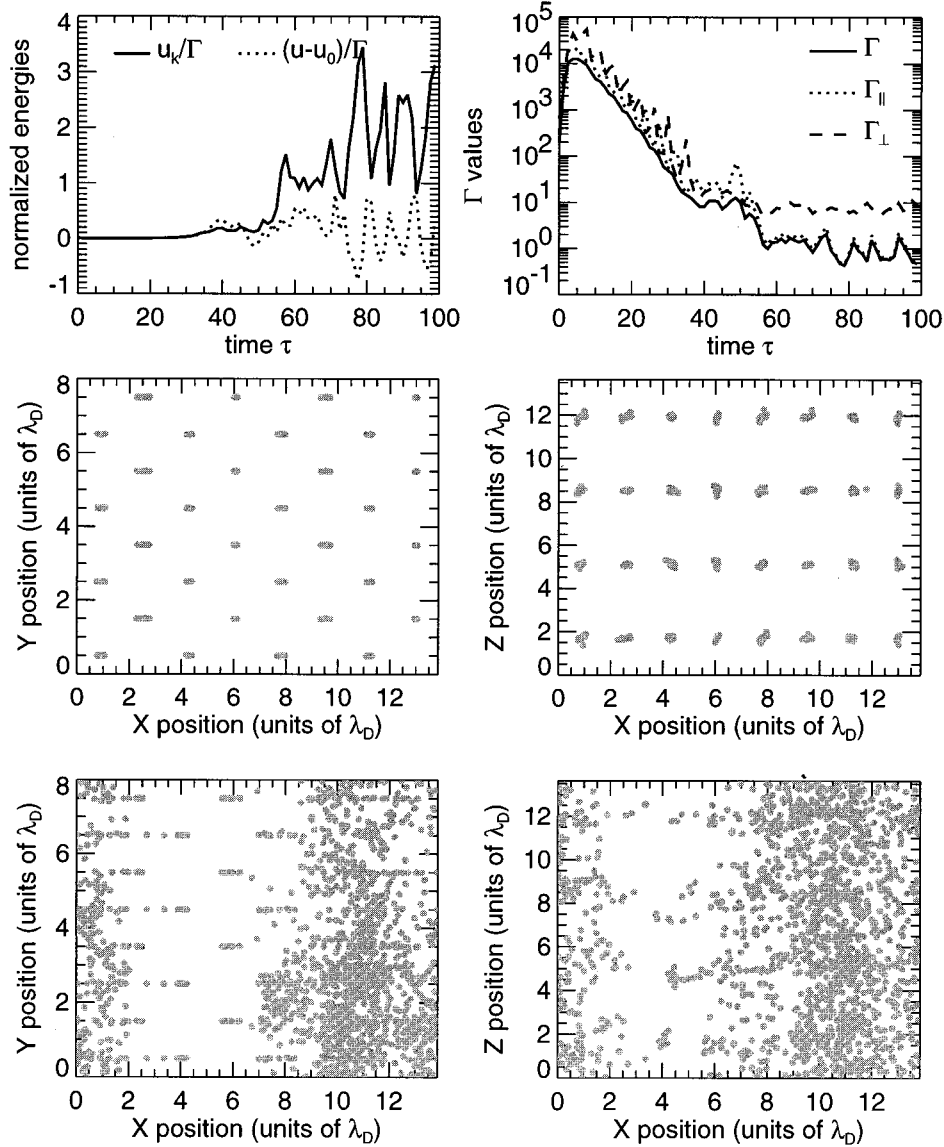 normalized energies
4
3
2
1
0
-1
u_k/Γ
(u-u_0)/Γ
0 20 40 60 80 100
time τ
Γ values
10^5
10^4
10^3
10^2
10^1
10^0
10^-1
Γ
Γ_||
Γ_⊥
0 20 40 60 80 100
time τ
Y position (units of λ_D)
8
6
4
2
0
0 2 4 6 8 10 12
X position (units of λ_D)
Z position (units of λ_D)
12
10
8
6
4
2
0
0 2 4 6 8 10 12
X position (units of λ_D)
Y position (units of λ_D)
8
6
4
2
0
0 2 4 6 8 10 12
X position (units of λ_D)
Z position (units of λ_D)
12
10
8
6
4
2
0
0 2 4 6 8 10 12
X position (units of λ_D)